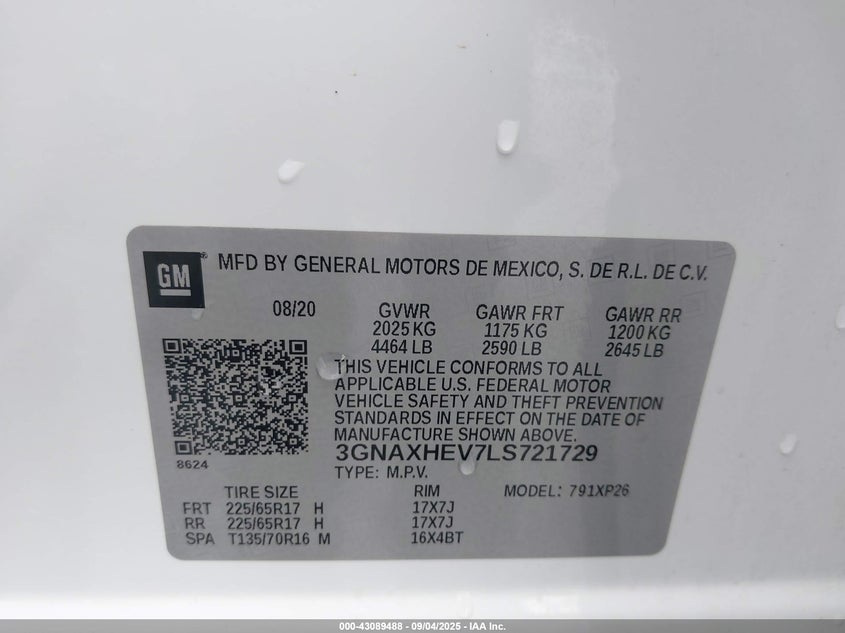 GM
MFD BY GENERAL MOTORS DE MEXICO, S. DE R.L. DE C.V.
08/20 GVWR GAWR FRT GAWR RR
2025 KG 1175 KG 1200 KG
4464 LB 2590 LB 2645 LB
THIS VEHICLE CONFORMS TO ALL
APPLICABLE U.S. FEDERAL MOTOR
VEHICLE SAFETY AND THEFT PREVENTION
STANDARDS IN EFFECT ON THE DATE OF
MANUFACTURE SHOWN ABOVE.
3GNAXHEV7LS721729
8624
TYPE: M.P.V.
TIRE SIZE RIM MODEL: 791XP26
FRT 225/65R17 H 17X7J
RR 225/65R17 H 17X7J
SPA T135/70R16 M 16X4BT
000-43089488 - 09/04/2025 - IAA Inc.